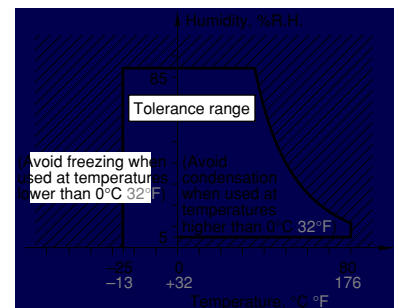 Humidity, %R.H.
85
Tolerance range
(Avoid freezing when
used at temperatures
lower than 0°C 32°F)
(Avoid
condensation
when used at
temperatures
higher than 0°C 32°F)
5
−25 0 80
−13 +32 176
Temperature, °C °F